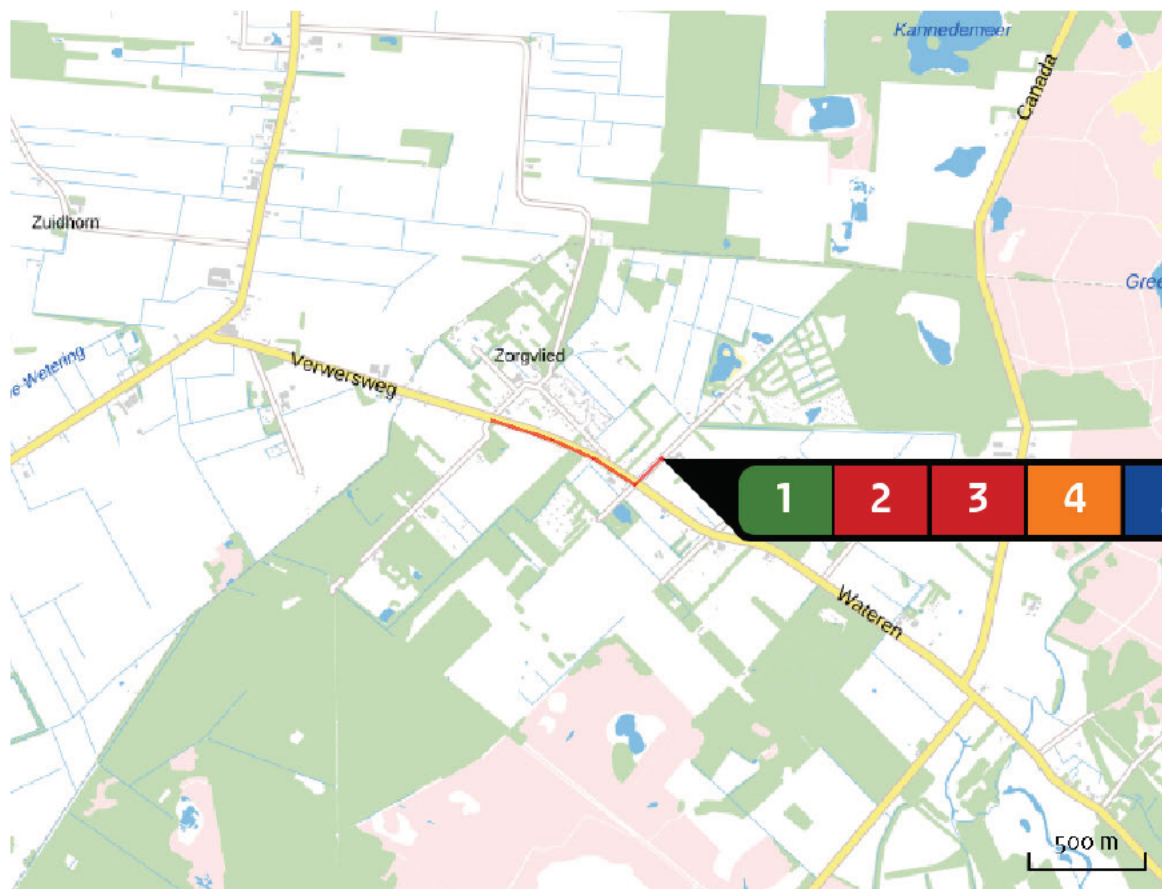 Kannedemeer
Canada
Zuidhorn
Gree
e-Wetering
Verwersweg
Zorgvlied
1 2 3 4
Wateren
500 m